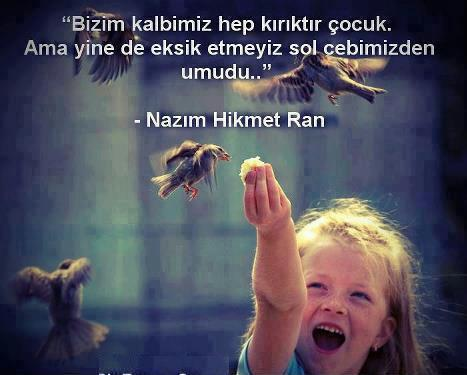 “Bizim kalbimiz hep kırıktır çocuk.
Ama yine de eksik etmeyiz sol cebimizden
umudu..”
- Nazım Hikmet Ran